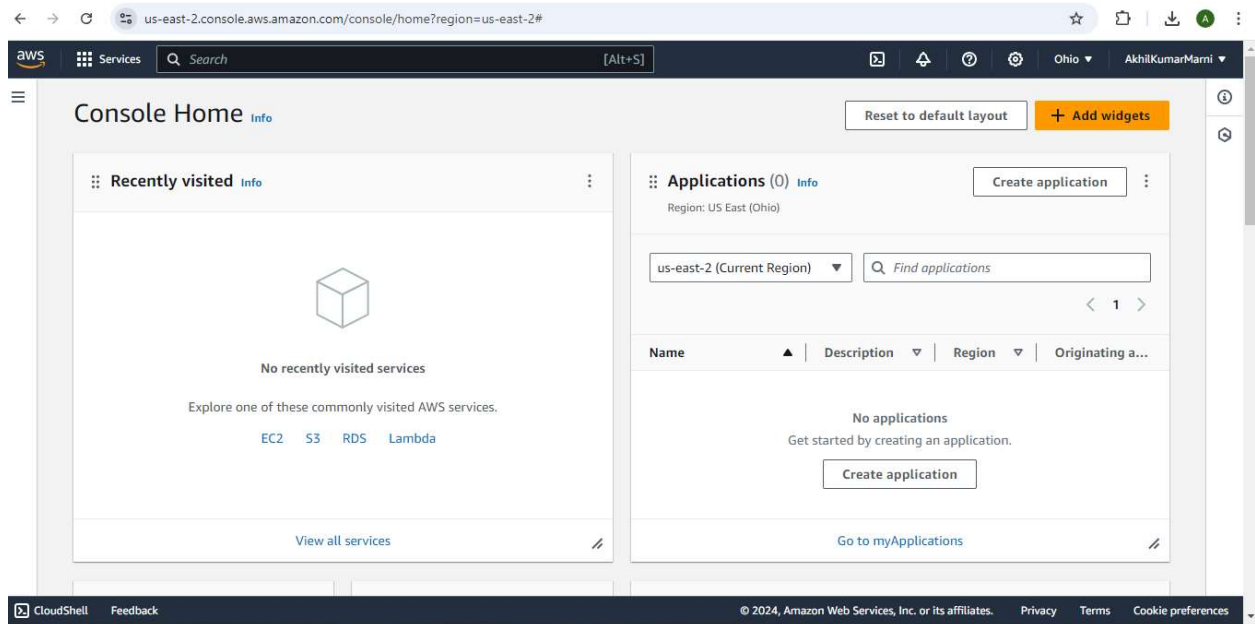 us-east-2.console.aws.amazon.com/console/home?region=us-east-2#
A
aws Services Search [Alt+S] Ohio AkhilKumarMarni
Console Home Info
Reset to default layout
+ Add widgets
Recently visited Info
No recently visited services
Explore one of these commonly visited AWS services.
EC2 S3 RDS Lambda
View all services
Applications (0) Info
Create application
Region: US East (Ohio)
us-east-2 (Current Region)
Find applications
1
Name Description Region Originating a...
No applications
Get started by creating an application.
Create application
Go to myApplications
CloudShell Feedback © 2024, Amazon Web Services, Inc. or its affiliates. Privacy Terms Cookie preferences